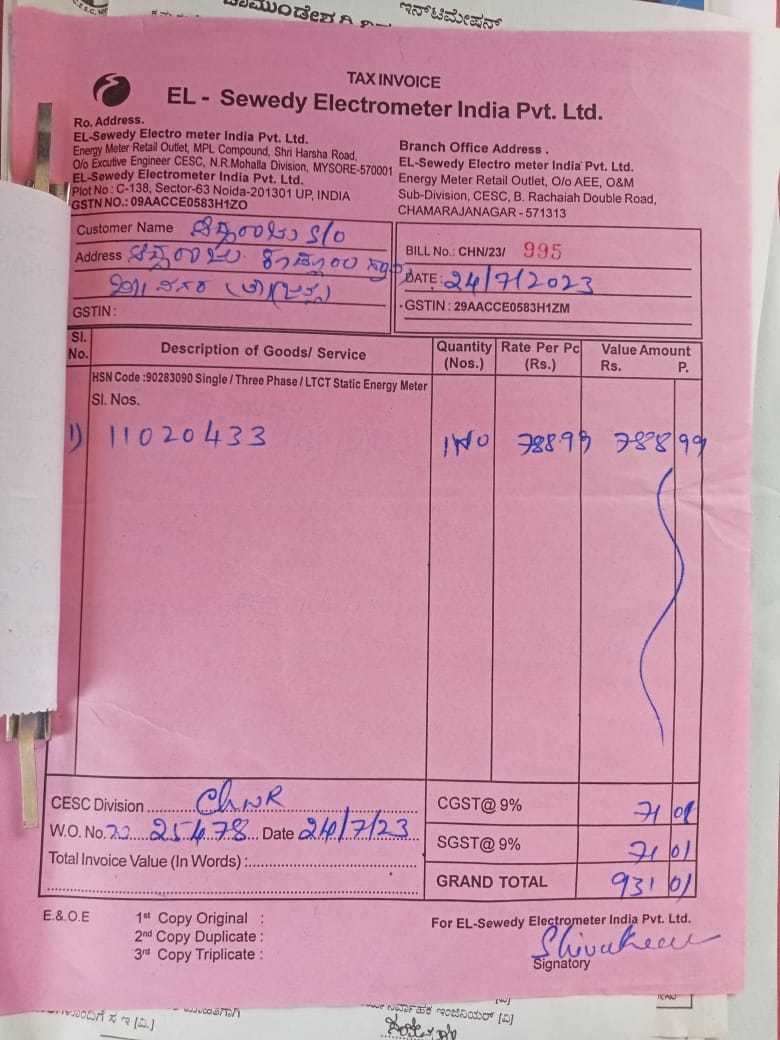 ಇನ್‌ಟಿಮೇಷನ್
TAX INVOICE
EL - Sewedy Electrometer India Pvt. Ltd.
Ro. Address.
EL-Sewedy Electro meter India Pvt. Ltd.
Energy Meter Retail Outlet, MPL Compound, Shri Harsha Road,
O/o Excutive Engineer CESC, N.R.Mohalla Division, MYSORE-570001
EL-Sewedy Electrometer India Pvt. Ltd.
Plot No : C-138, Sector-63 Noida-201301 UP, INDIA
GSTN NO.: 09AACCE0583H1ZO
Branch Office Address .
EL-Sewedy Electro meter India Pvt. Ltd.
Energy Meter Retail Outlet, O/o AEE, O&M
Sub-Division, CESC, B. Rachaiah Double Road,
CHAMARAJANAGAR - 571313
Customer Name S/o
Address
GSTIN :
BILL No.: CHN/23/ 995
DATE : 24/7/2023
GSTIN : 29AACCE0583H1ZM
Sl. No. Description of Goods/ Service Quantity (Nos.) Rate Per Pc (Rs.) Value Amount Rs. P.
HSN Code :90283090 Single / Three Phase / LTCT Static Energy Meter
Sl. Nos.
1) 11020433 1No 788.99 788 99
CESC Division ChNR
W.O. No. 25478 Date 24/7/23
Total Invoice Value (In Words) :
CGST@ 9% 71 01
SGST@ 9% 71 01
GRAND TOTAL 931 01
E.& O.E
1st Copy Original :
2nd Copy Duplicate :
3rd Copy Triplicate :
For EL-Sewedy Electrometer India Pvt. Ltd.
Signatory